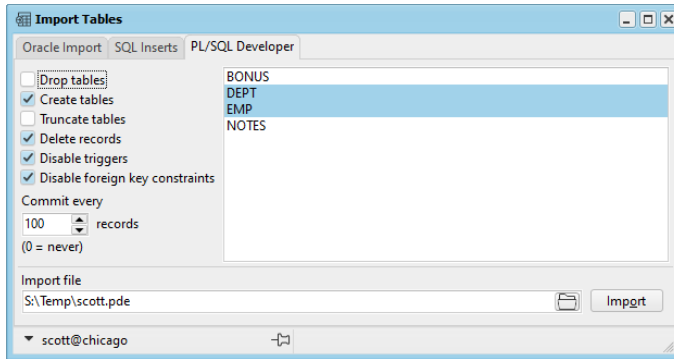 Import Tables
Oracle Import
SQL Inserts
PL/SQL Developer
Drop tables
Create tables
Truncate tables
Delete records
Disable triggers
Disable foreign key constraints
Commit every
100 records
(0 = never)
BONUS
DEPT
EMP
NOTES
Import file
S:\Temp\scott.pde
Import
scott@chicago